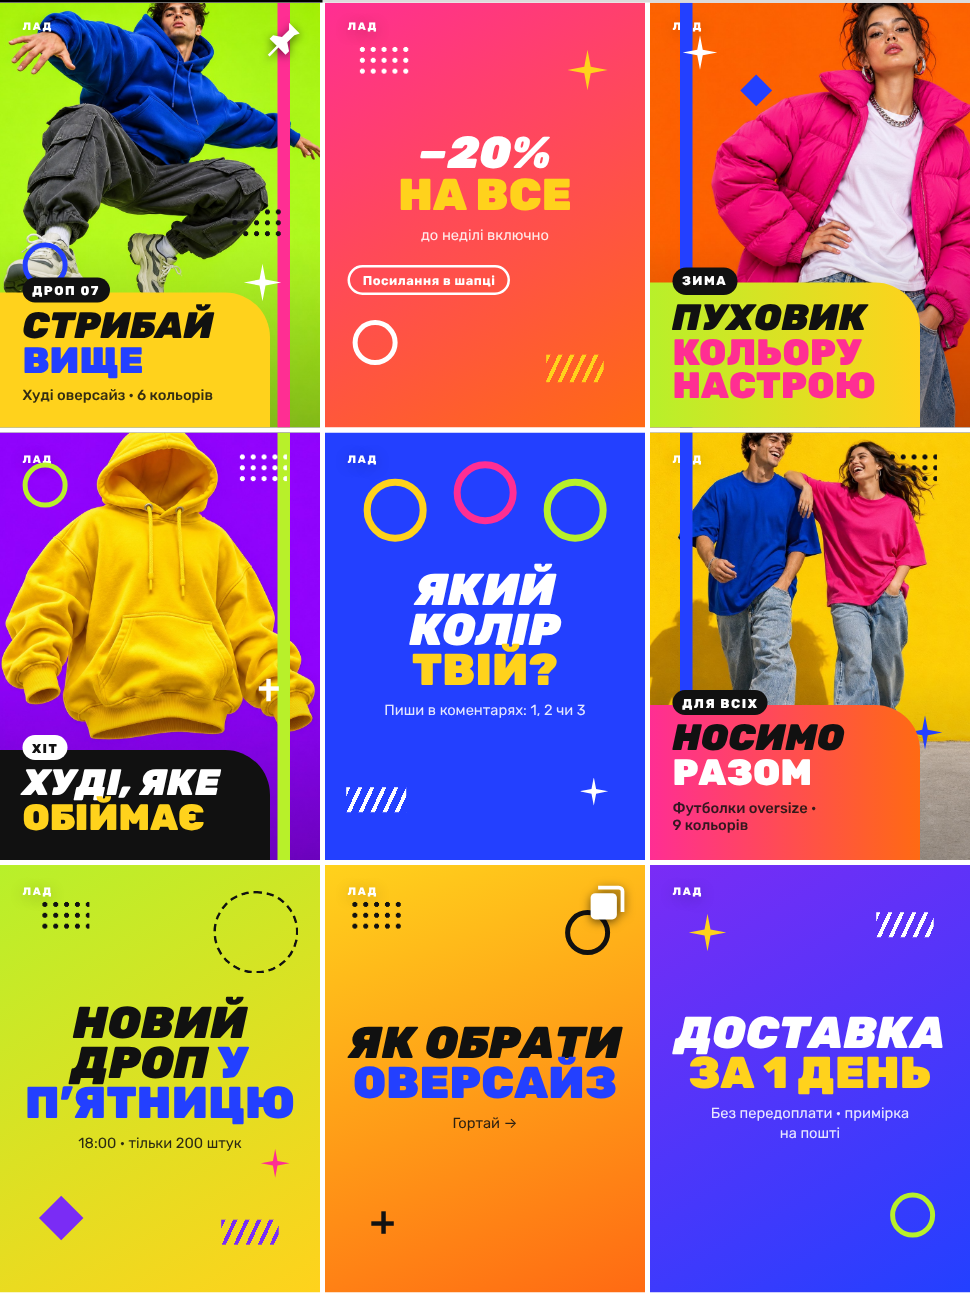 ЛАД
ДРОП 07
СТРИБАЙ
ВИЩЕ
Худі оверсайз • 6 кольорів
ЛАД
–20%
НА ВСЕ
до неділі включно
Посилання в шапці
ЛАД
ЗИМА
ПУХОВИК
КОЛЬОРУ
НАСТРОЮ
ЛАД
ХІТ
ХУДІ, ЯКЕ
ОБІЙМАЄ
ЛАД
ЯКИЙ
КОЛІР
ТВІЙ?
Пиши в коментарях: 1, 2 чи 3
ЛАД
ДЛЯ ВСІХ
НОСИМО
РАЗОМ
Футболки oversize •
9 кольорів
ЛАД
НОВИЙ
ДРОП У
П’ЯТНИЦЮ
18:00 • тільки 200 штук
ЛАД
ЯК ОБРАТИ
ОВЕРСАЙЗ
Гортай →
ЛАД
ДОСТАВКА
ЗА 1 ДЕНЬ
Без передоплати • примірка
на пошті